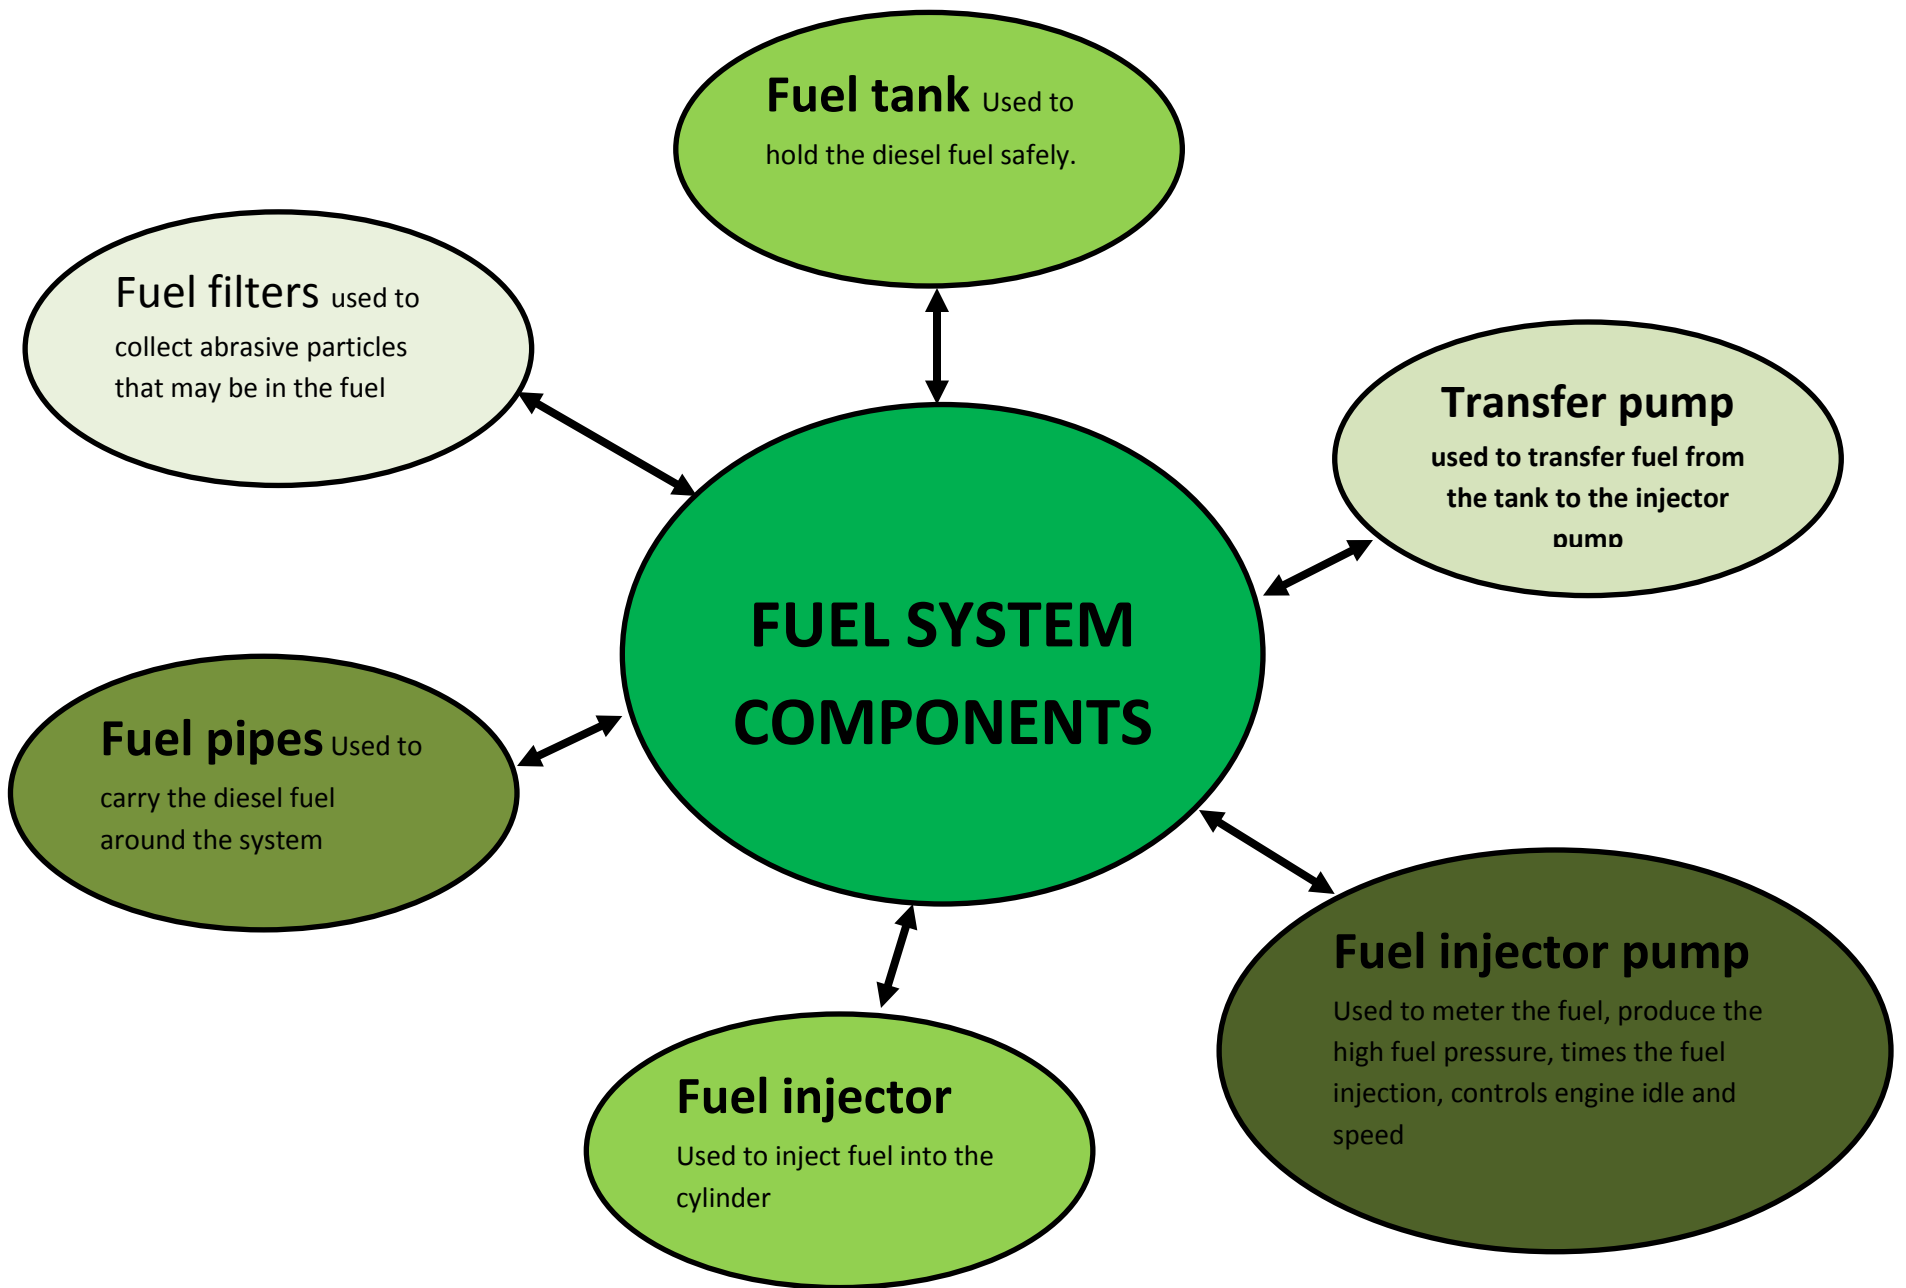 Fuel tank Used to
hold the diesel fuel safely.
Fuel filters used to
collect abrasive particles
that may be in the fuel
Transfer pump
used to transfer fuel from
the tank to the injector
pump
FUEL SYSTEM
COMPONENTS
Fuel pipes Used to
carry the diesel fuel
around the system
Fuel injector pump
Used to meter the fuel, produce the
high fuel pressure, times the fuel
injection, controls engine idle and
speed
Fuel injector
Used to inject fuel into the
cylinder